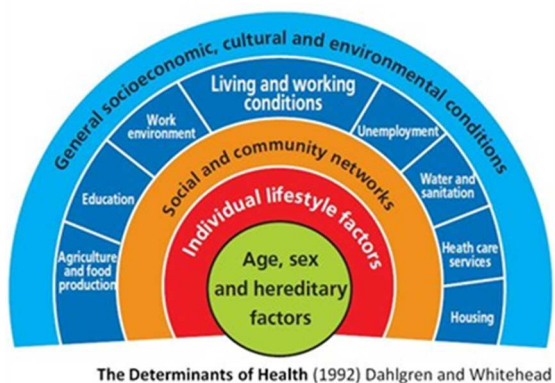 General socioeconomic, cultural and environmental conditions
Living and working
conditions
Work
environment
Unemployment
Education
Water and
sanitation
Agriculture
and food
production
Heath care
services
Housing
Social and community networks
Individual lifestyle factors
Age, sex
and hereditary
factors
The Determinants of Health (1992) Dahlgren and Whitehead